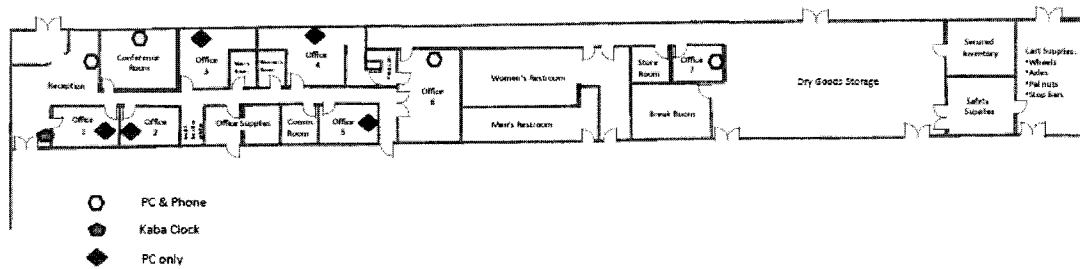 Conference
Room
Office
3
Office
4
Reception
Office
6
Women's Restroom
Men's Restroom
Store
Room
Office
7
Break Room
Dry Goods Storage
Secured
Inventory
Safety
Supplies
Cart Supplies:
*Wheels
*Axles
*Pal nuts
*Stop Bars
Office
Office
2
Office Supplies
Comm
Room
Office
5
PC & Phone
Kaba Clock
PC only